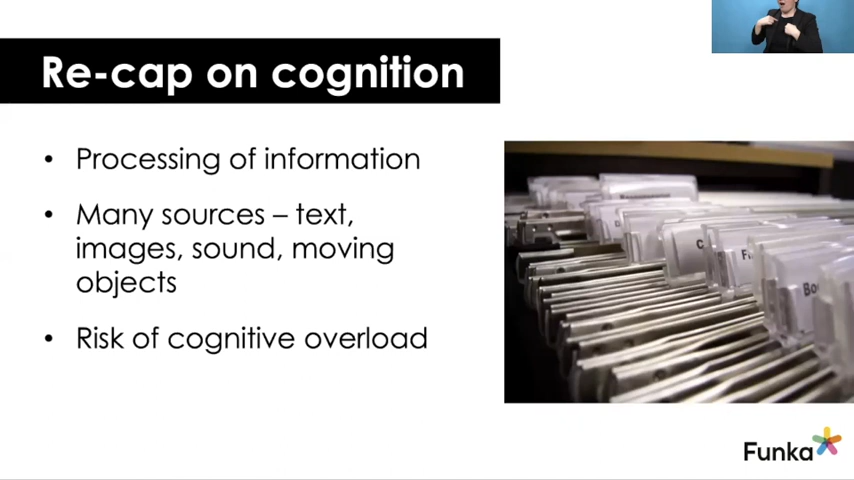 Re-cap on cognition
• Processing of information
• Many sources – text,
images, sound, moving
objects
• Risk of cognitive overload
Funka